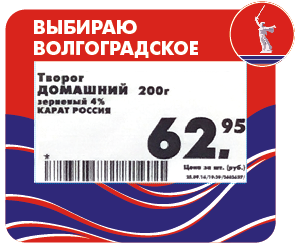 ВЫБИРАЮ
ВОЛГОГРАДСКОЕ
Творог
ДОМАШНИЙ 200г
зерненый 4%
КАРАТ РОССИЯ
62.95
Цена за шт. (руб.)